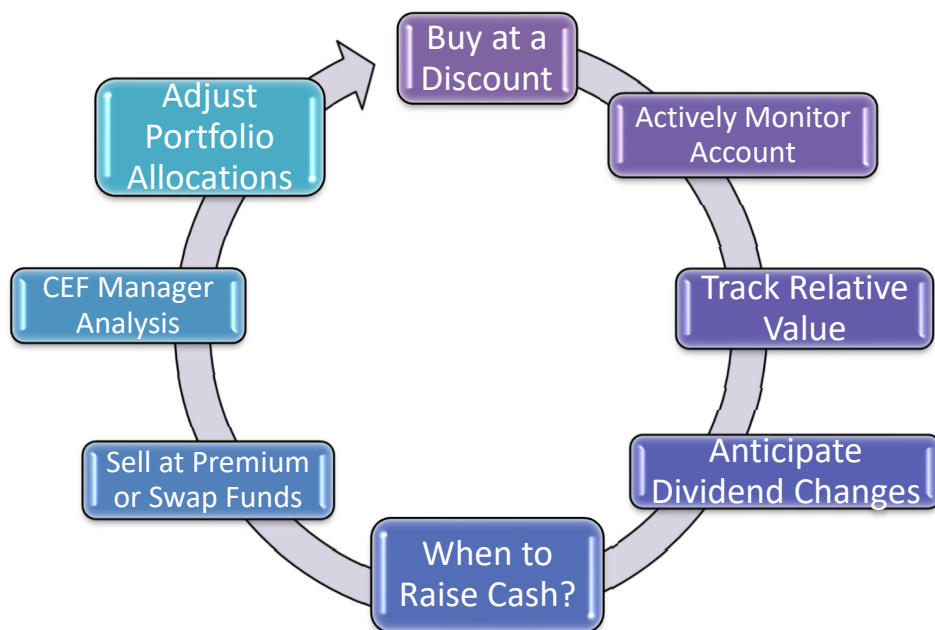 Buy at a
Discount
Actively Monitor
Account
Track Relative
Value
Anticipate
Dividend Changes
When to
Raise Cash?
Sell at Premium
or Swap Funds
CEF Manager
Analysis
Adjust
Portfolio
Allocations